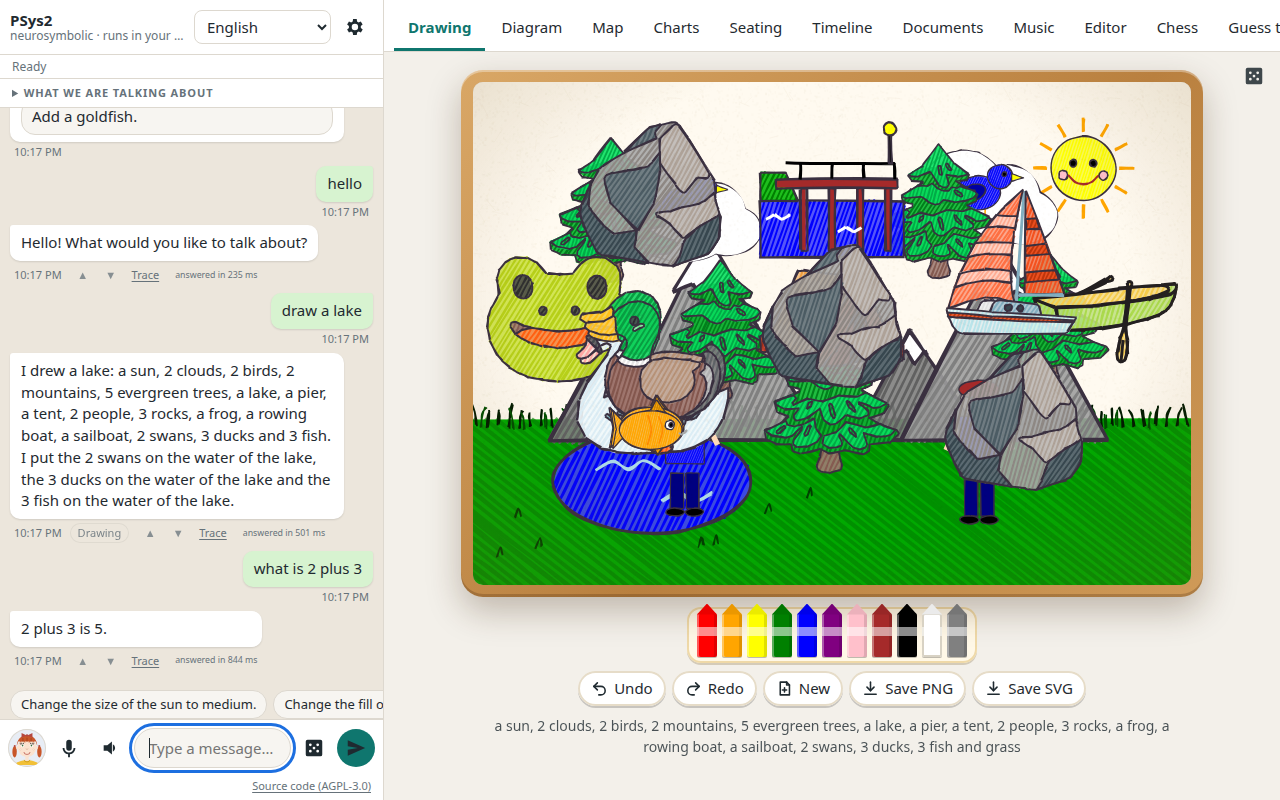 PSys2
neurosymbolic · runs in your ...
English
Ready
WHAT WE ARE TALKING ABOUT
Add a goldfish.
10:17 PM
hello
10:17 PM
Hello! What would you like to talk about?
10:17 PM ▲ ▼ Trace answered in 235 ms
draw a lake
10:17 PM
I drew a lake: a sun, 2 clouds, 2 birds, 2
mountains, 5 evergreen trees, a lake, a pier,
a tent, 2 people, 3 rocks, a frog, a rowing
boat, a sailboat, 2 swans, 3 ducks and 3 fish.
I put the 2 swans on the water of the lake,
the 3 ducks on the water of the lake and the
3 fish on the water of the lake.
10:17 PM Drawing ▲ ▼ Trace answered in 501 ms
what is 2 plus 3
10:17 PM
2 plus 3 is 5.
10:17 PM ▲ ▼ Trace answered in 844 ms
Change the size of the sun to medium. Change the fill o
Type a message...
Source code (AGPL-3.0)
Drawing Diagram Map Charts Seating Timeline Documents Music Editor Chess Guess t
Undo Redo New Save PNG Save SVG
a sun, 2 clouds, 2 birds, 2 mountains, 5 evergreen trees, a lake, a pier, a tent, 2 people, 3 rocks, a frog, a
rowing boat, a sailboat, 2 swans, 3 ducks, 3 fish and grass